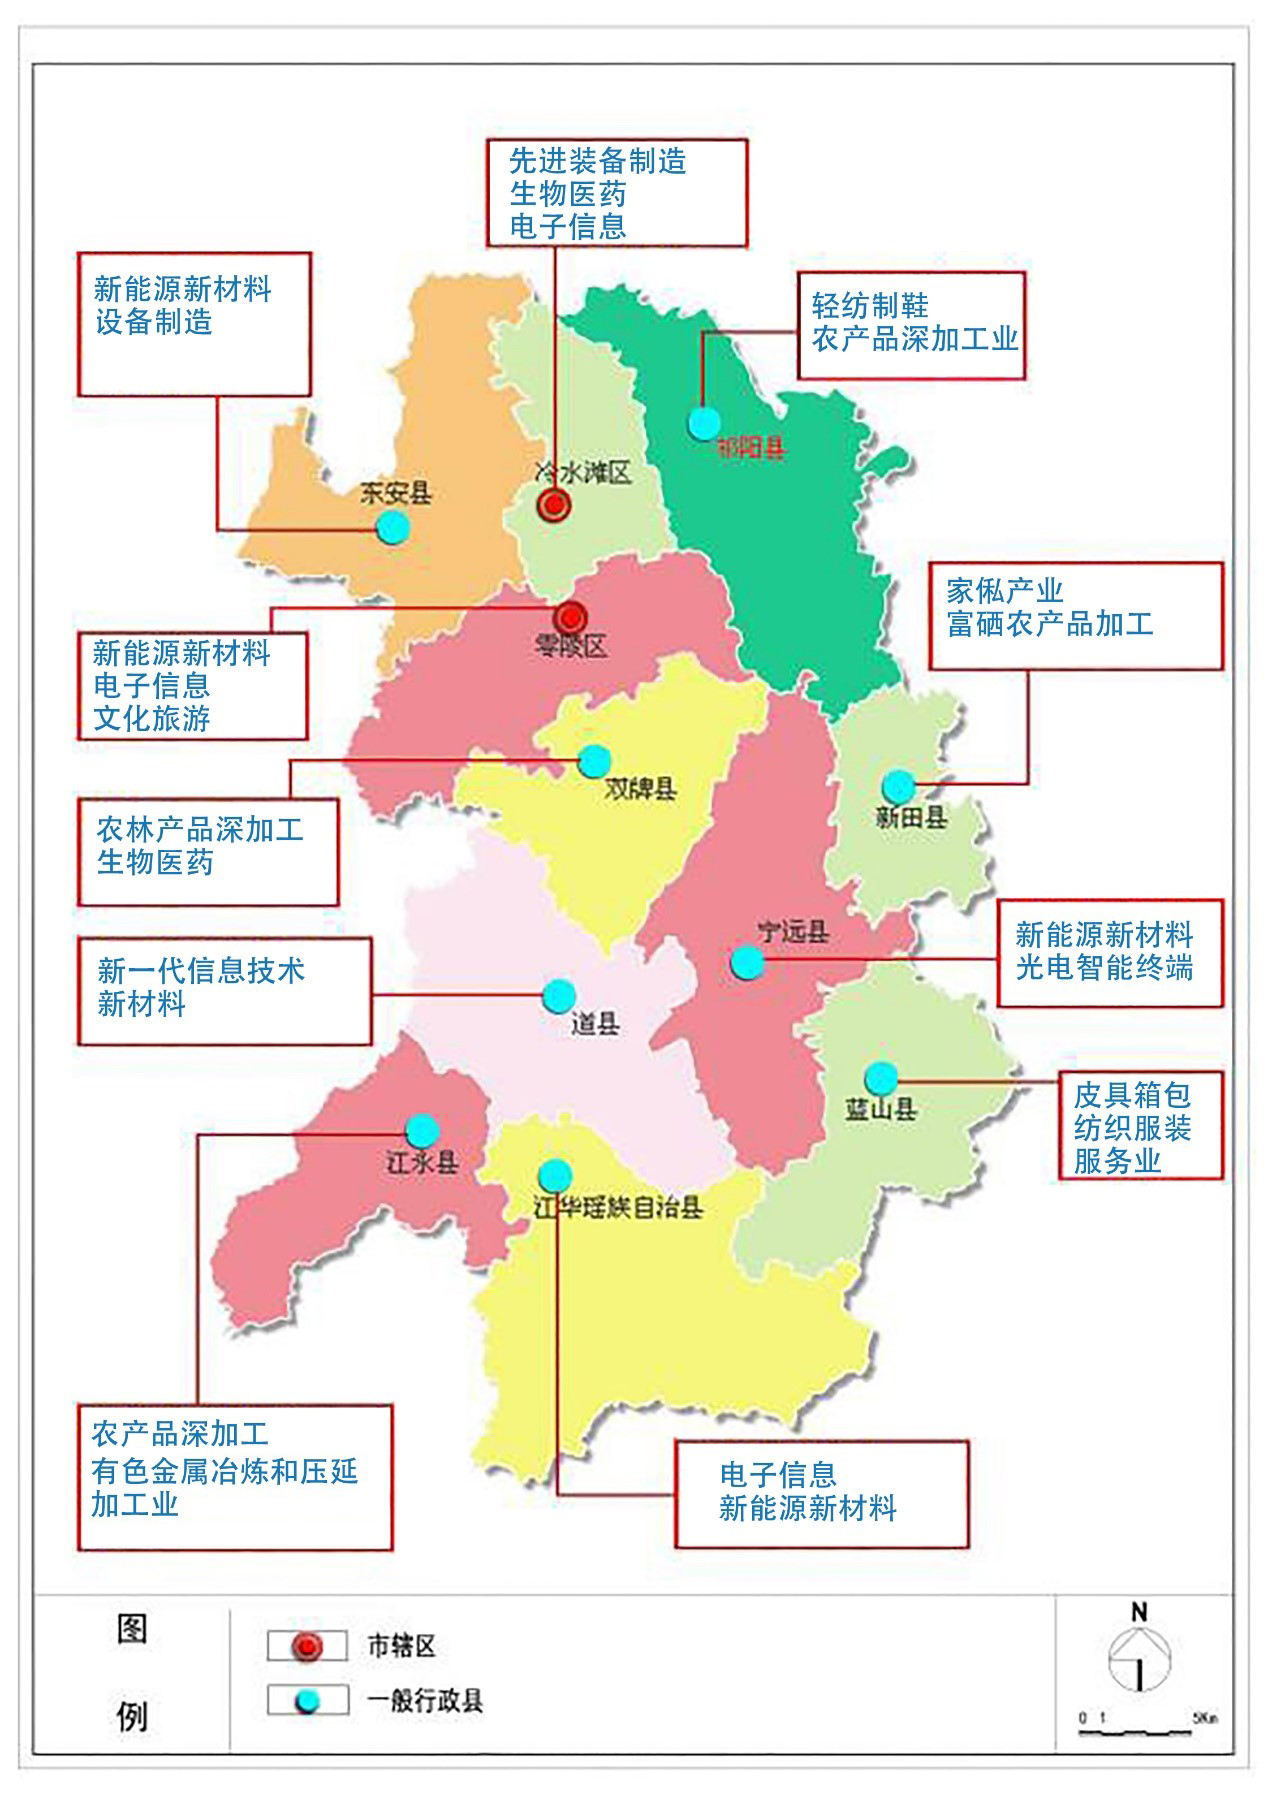 先进装备制造
生物医药
电子信息
新能源新材料
设备制造
轻纺制鞋
农产品深加工业
祁阳县
冷水滩区
东安县
家俬产业
富硒农产品加工
零陵区
新能源新材料
电子信息
文化旅游
双牌县
新田县
农林产品深加工
生物医药
宁远县
新能源新材料
光电智能终端
新一代信息技术
新材料
道县
皮具箱包
纺织服装
服务业
蓝山县
江永县
江华瑶族自治县
农产品深加工
有色金属冶炼和压延
加工业
电子信息
新能源新材料
图
例
市辖区
一般行政县
N
0 1 5Km